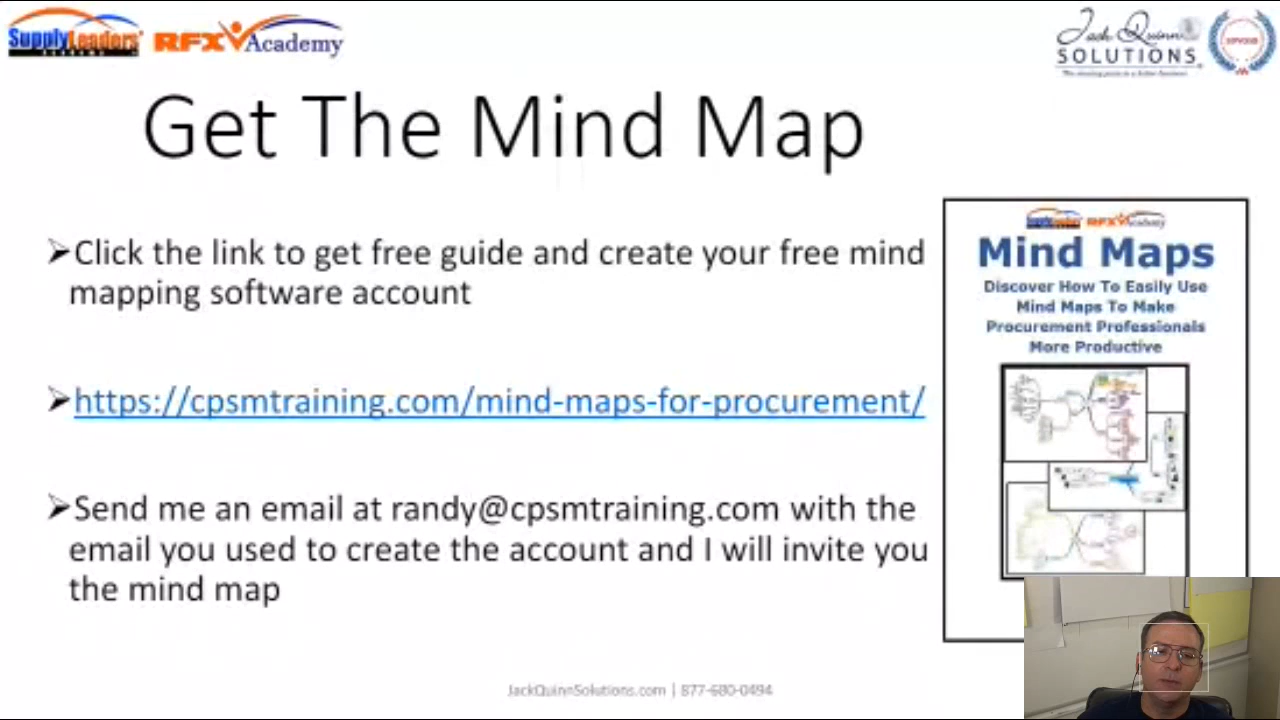 SupplyLeaders
ACADEMY
RFX Academy
Jack Quinn
SOLUTIONS
Get The Mind Map
Click the link to get free guide and create your free mind
mapping software account
https://cpsmtraining.com/mind-maps-for-procurement/
Send me an email at randy@cpsmtraining.com with the
email you used to create the account and I will invite you
the mind map
SupplyLeaders RFX Academy
Mind Maps
Discover How To Easily Use
Mind Maps To Make
Procurement Professionals
More Productive
JackQuinnSolutions.com | 877-680-0494